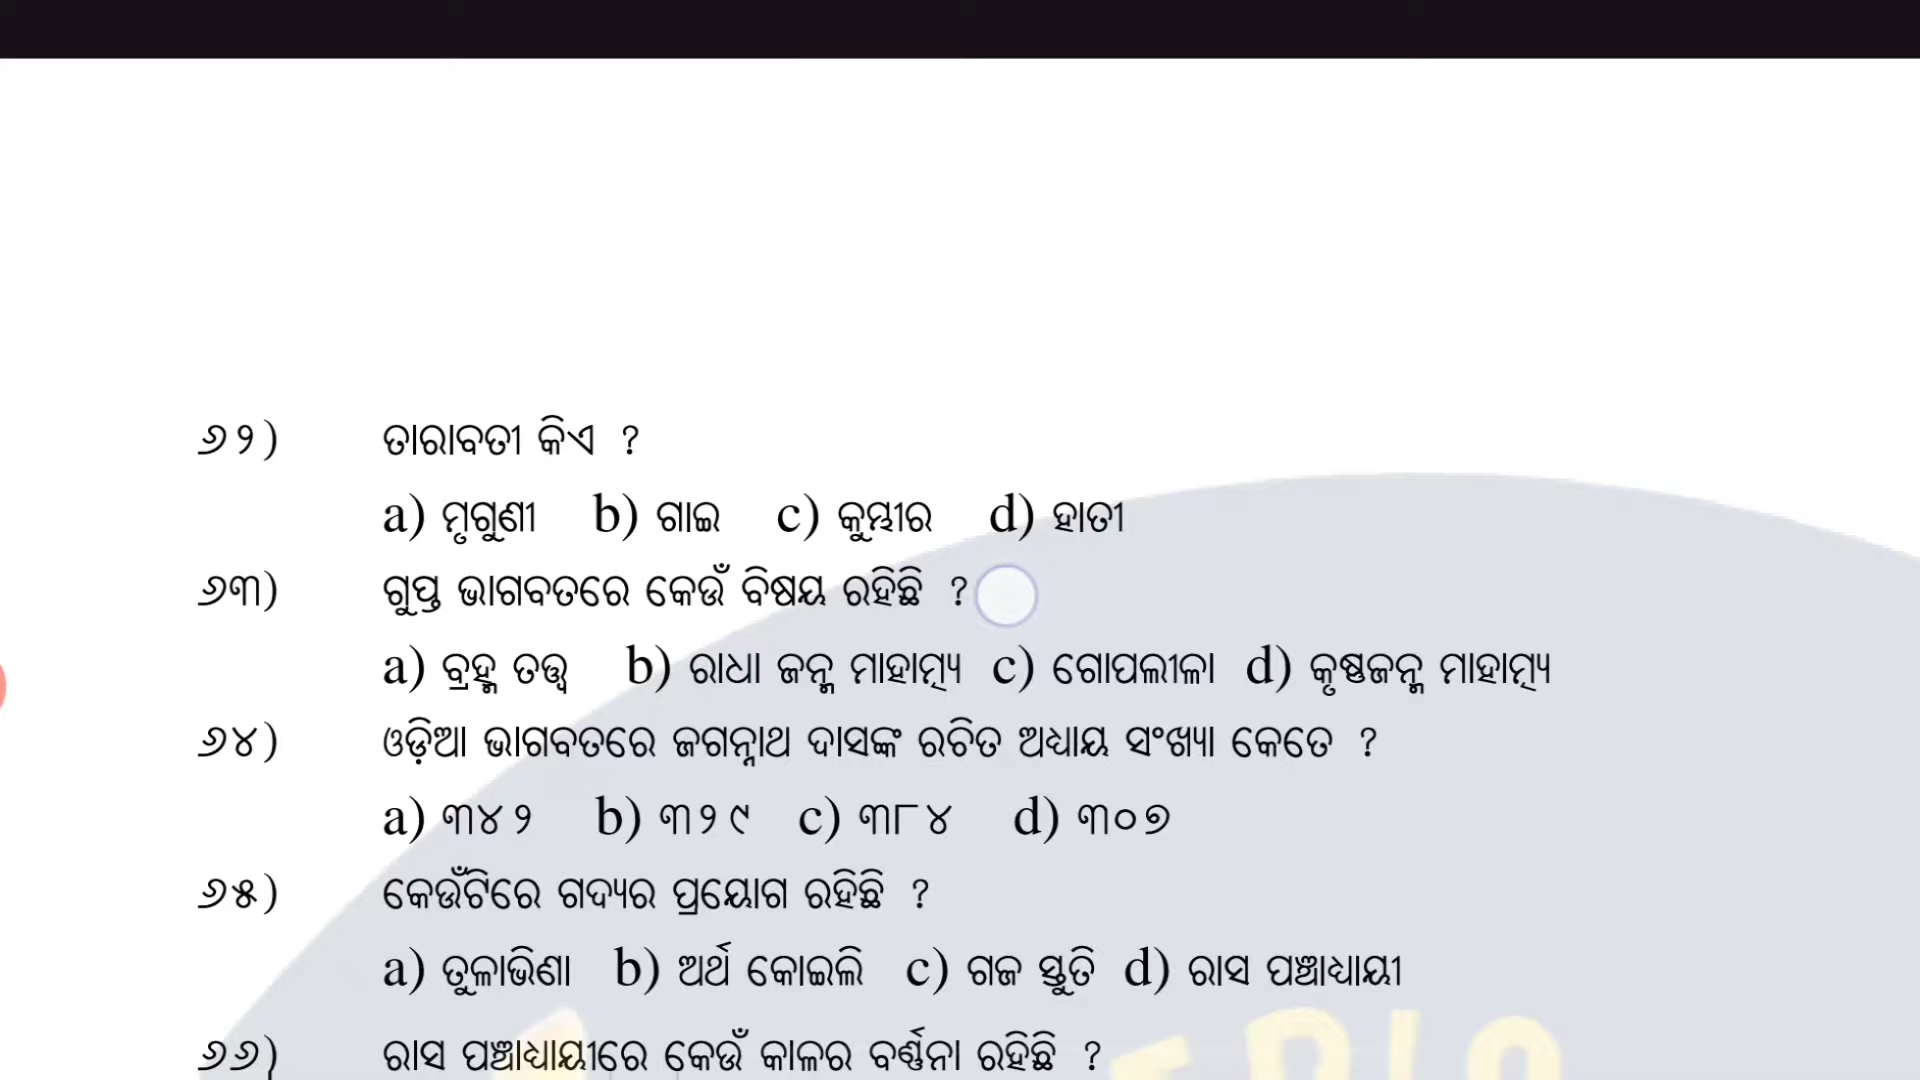 ୬୨) ତାରାବତୀ କିଏ ?
a) ମୃଗୁଣୀ b) ଗାଇ c) କୁମ୍ଭୀର d) ହାତୀ
୬୩) ଗୁପ୍ତ ଭାଗବତରେ କେଉଁ ବିଷୟ ରହିଛି ?
a) ବ୍ରହ୍ମ ତତ୍ତ୍ୱ b) ରାଧା ଜନ୍ମ ମାହାତ୍ମ୍ୟ c) ଗୋପଲୀଳା d) କୃଷ୍ଣଜନ୍ମ ମାହାତ୍ମ୍ୟ
୬୪) ଓଡ଼ିଆ ଭାଗବତରେ ଜଗନ୍ନାଥ ଦାସଙ୍କ ରଚିତ ଅଧ୍ୟାୟ ସଂଖ୍ୟା କେତେ ?
a) ୩୪୨ b) ୩୨୯ c) ୩୮୪ d) ୩୦୭
୬୫) କେଉଁଟିରେ ଗଦ୍ୟର ପ୍ରୟୋଗ ରହିଛି ?
a) ତୁଳାଭିଣା b) ଅର୍ଥ କୋଇଲି c) ଗଜ ସ୍ତୁତି d) ରାସ ପଞ୍ଚାଧ୍ୟାୟୀ
୬୬) ରାସ ପଞ୍ଚାଧ୍ୟାୟୀରେ କେଉଁ କାଳର ବର୍ଣ୍ଣନା ରହିଛି ?